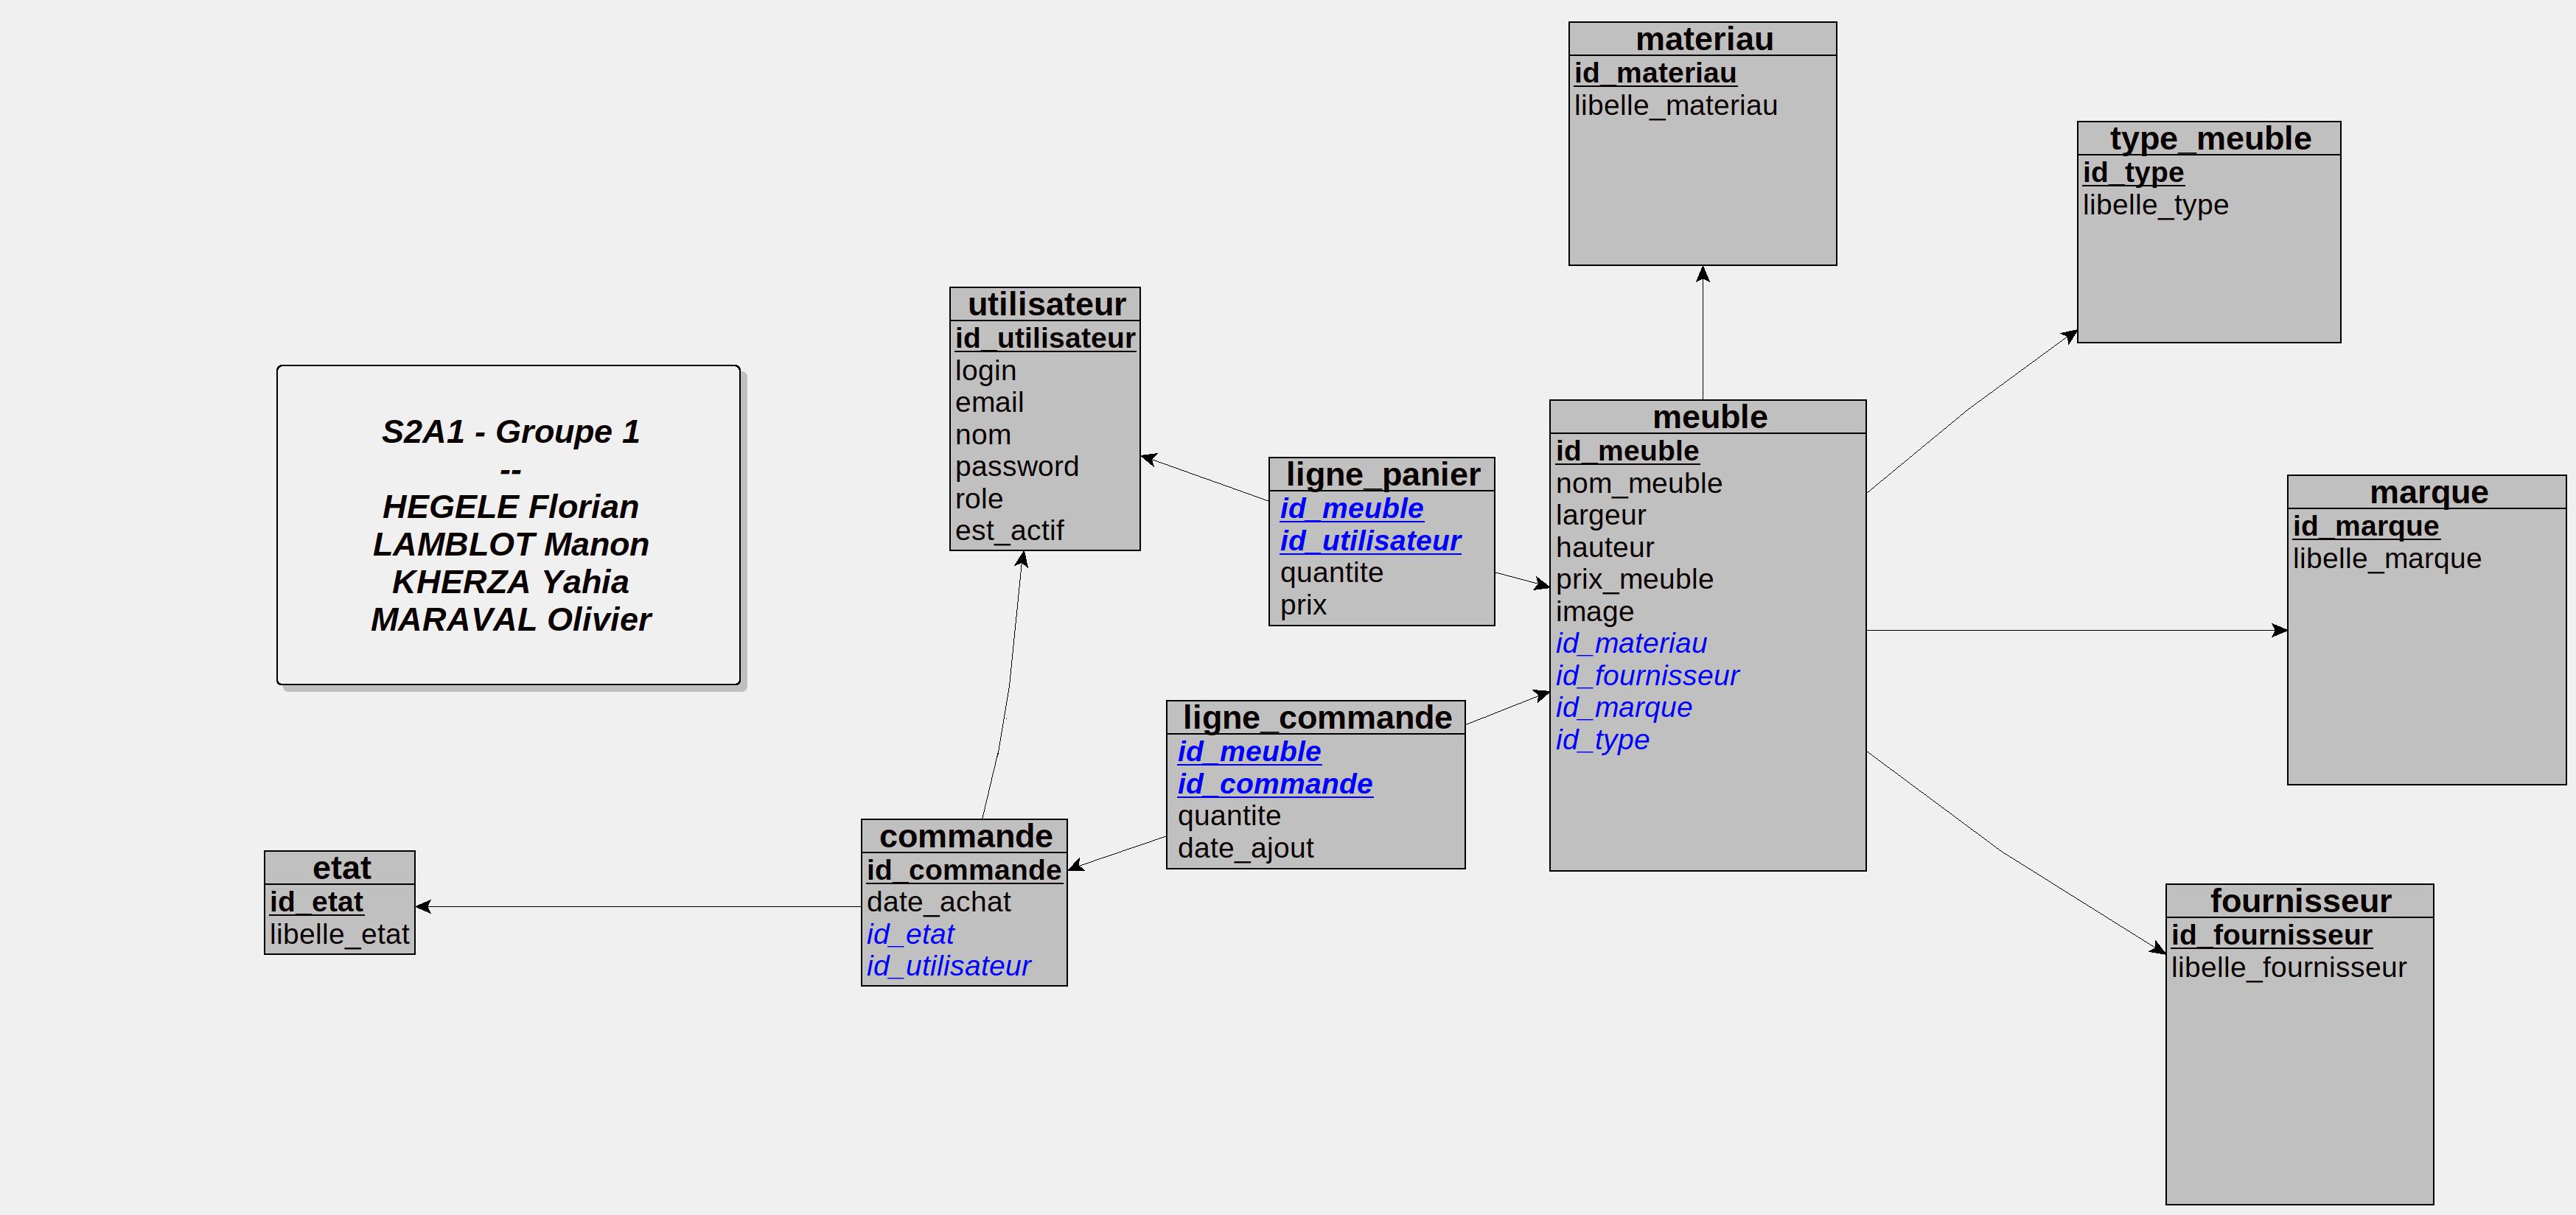 materiau
id_materiau
libelle_materiau
type_meuble
id_type
libelle_type
utilisateur
id_utilisateur
login
email
nom
password
role
est_actif
S2A1 - Groupe 1
--
HEGELE Florian
LAMBLOT Manon
KHERZA Yahia
MARAVAL Olivier
ligne_panier
id_meuble
id_utilisateur
quantite
prix
meuble
id_meuble
nom_meuble
largeur
hauteur
prix_meuble
image
id_materiau
id_fournisseur
id_marque
id_type
marque
id_marque
libelle_marque
ligne_commande
id_meuble
id_commande
quantite
date_ajout
commande
id_commande
date_achat
id_etat
id_utilisateur
etat
id_etat
libelle_etat
fournisseur
id_fournisseur
libelle_fournisseur